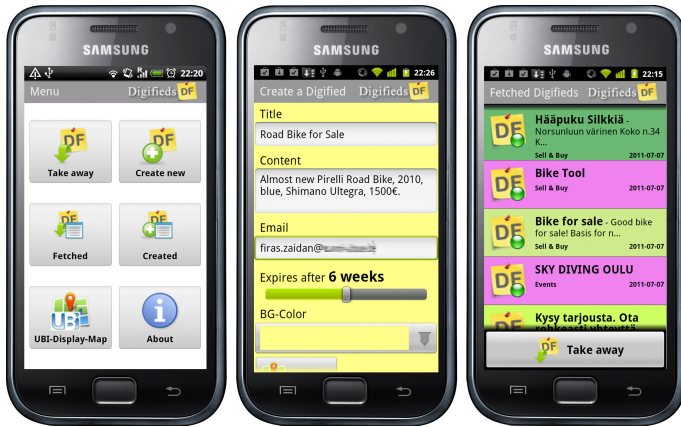 SAMSUNG
22:20
Menu
Digifieds DF
DF
Take away
DF
Create new
DF
Fetched
DF
Created
UBI
UBI-Display-Map
i
About
SAMSUNG
22:26
Create a Digified
Digifieds DF
Title
Road Bike for Sale
Content
Almost new Pirelli Road Bike, 2010,
blue, Shimano Ultegra, 1500€.
Email
firas.zaidan@
Expires after 6 weeks
BG-Color
SAMSUNG
22:15
Fetched Digifieds
Digifieds DF
DF
Hääpuku Silkkiä -
Norsunluun värinen Koko n.34
K...
Sell & Buy 2011-07-07
DF
Bike Tool
Sell & Buy 2011-07-07
DF
Bike for sale - Good bike
for sale! Basis for n...
Sell & Buy 2011-07-07
DF
SKY DIVING OULU
Events 2011-07-07
Kysy tarjousta. Ota
rohkeasti yhteyttä
DF
Take away